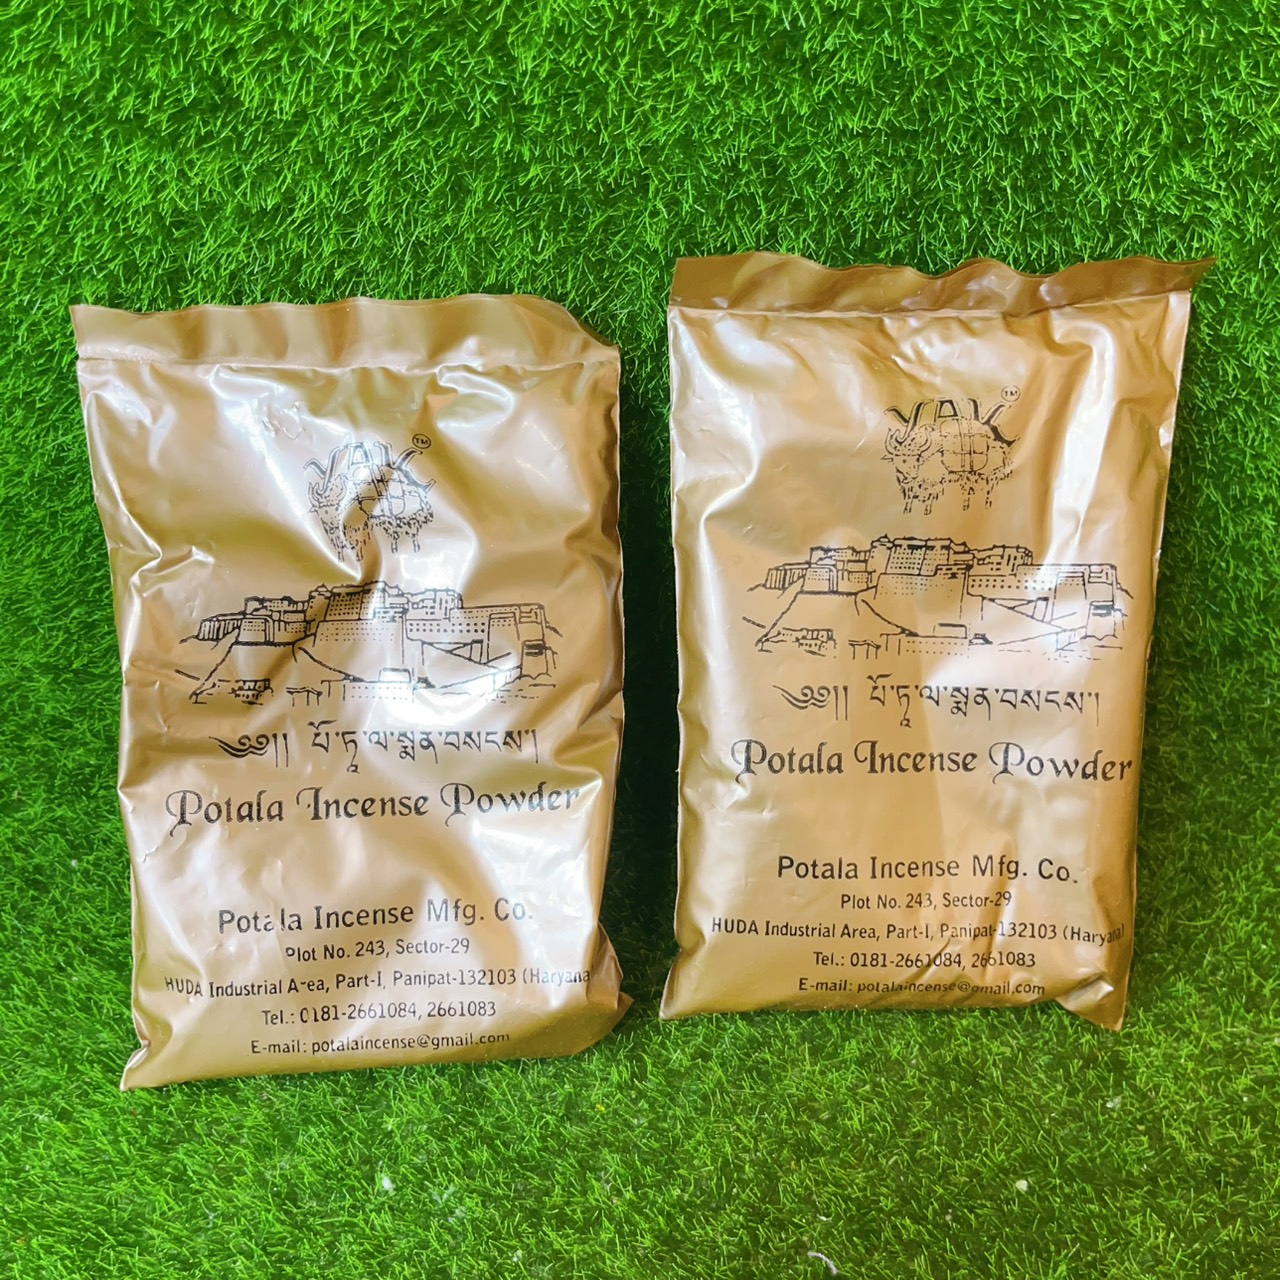 YAK TM
༄༅།། པོ་ཏཱ་ལ་སྨན་བསངས།
Potala Incense Powder
Potala Incense Mfg. Co.
Plot No. 243, Sector-29
HUDA Industrial Area, Part-I, Panipat-132103 (Haryana
Tel.: 0181-2661084, 2661083
E-mail: potalaincense@gmail.com
YAK TM
༄༅།། པོ་ཏཱ་ལ་སྨན་བསངས།
Potala Incense Powder
Potala Incense Mfg. Co.
Plot No. 243, Sector-29
HUDA Industrial Area, Part-I, Panipat-132103 (Haryana)
Tel.: 0181-2661084, 2661083
E-mail: potalaincense@gmail.com